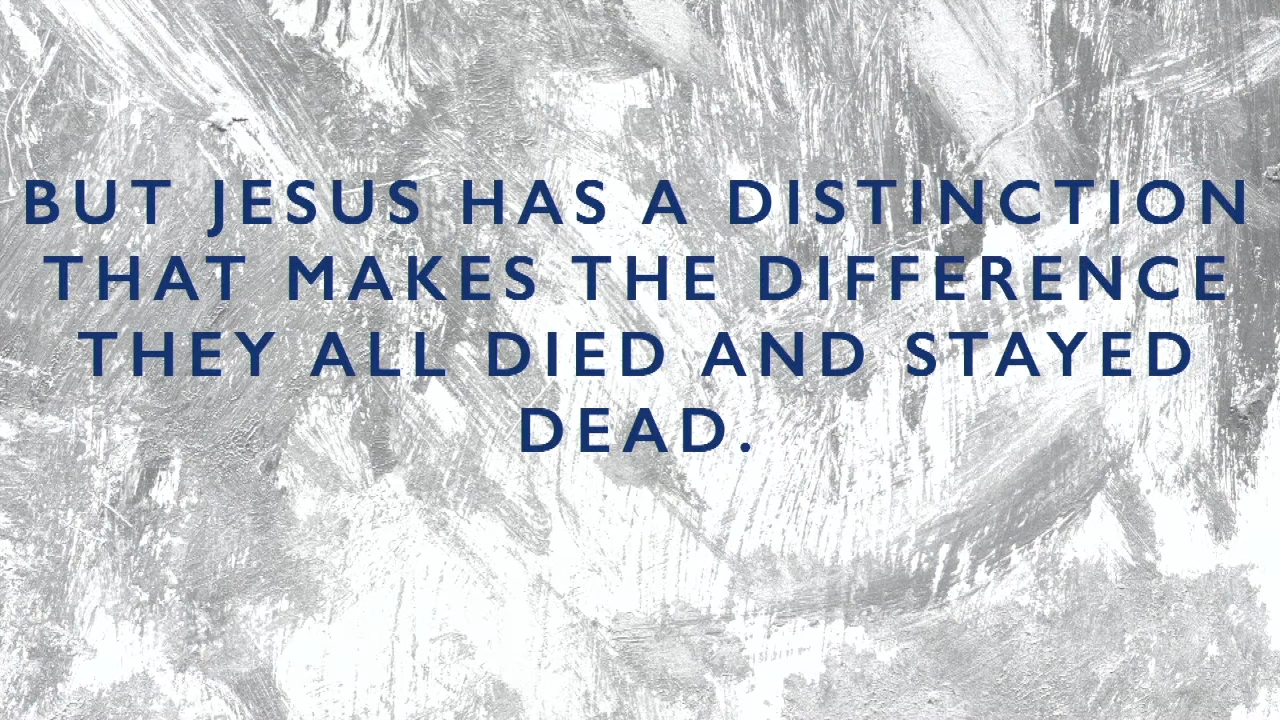 BUT JESUS HAS A DISTINCTION
THAT MAKES THE DIFFERENCE
THEY ALL DIED AND STAYED
DEAD.